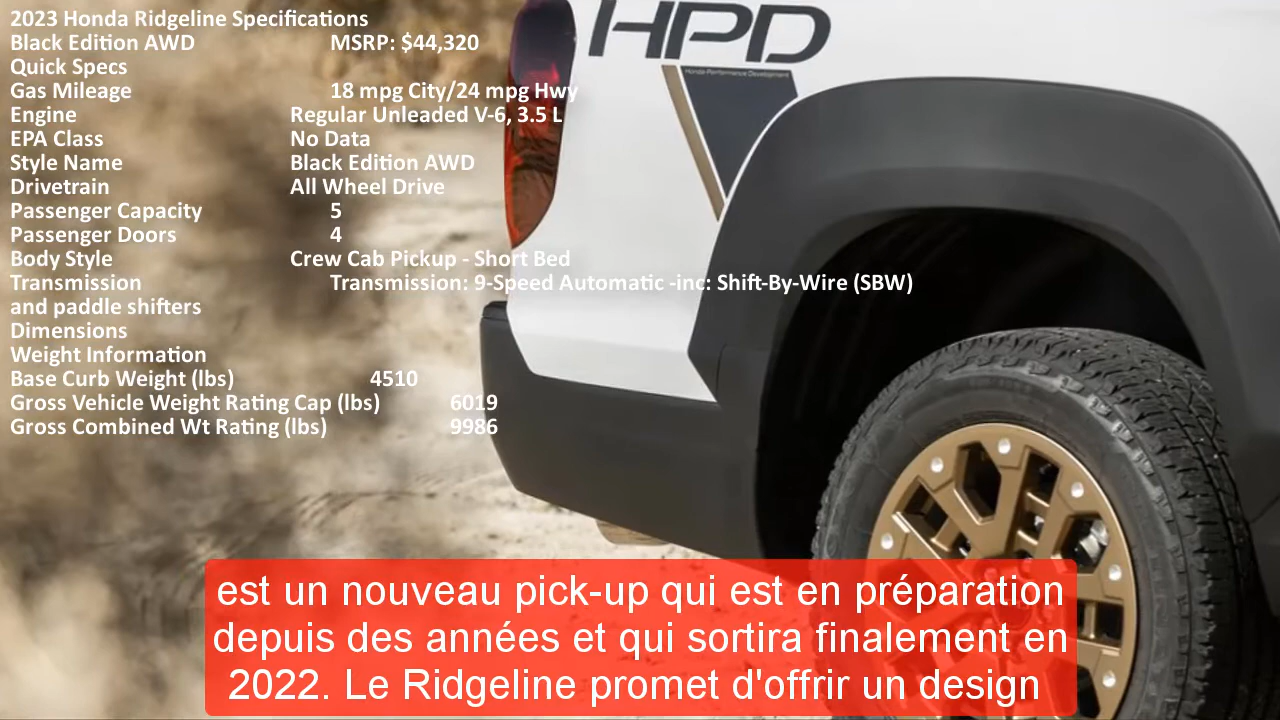 2023 Honda Ridgeline Specifications
Black Edition AWD MSRP: $44,320
Quick Specs
Gas Mileage 18 mpg City/24 mpg Hwy
Engine Regular Unleaded V-6, 3.5 L
EPA Class No Data
Style Name Black Edition AWD
Drivetrain All Wheel Drive
Passenger Capacity 5
Passenger Doors 4
Body Style Crew Cab Pickup - Short Bed
Transmission Transmission: 9-Speed Automatic -inc: Shift-By-Wire (SBW)
and paddle shifters
Dimensions
Weight Information
Base Curb Weight (lbs) 4510
Gross Vehicle Weight Rating Cap (lbs) 6019
Gross Combined Wt Rating (lbs) 9986
HPD
Honda Performance Development
est un nouveau pick-up qui est en préparation
depuis des années et qui sortira finalement en
2022. Le Ridgeline promet d'offrir un design